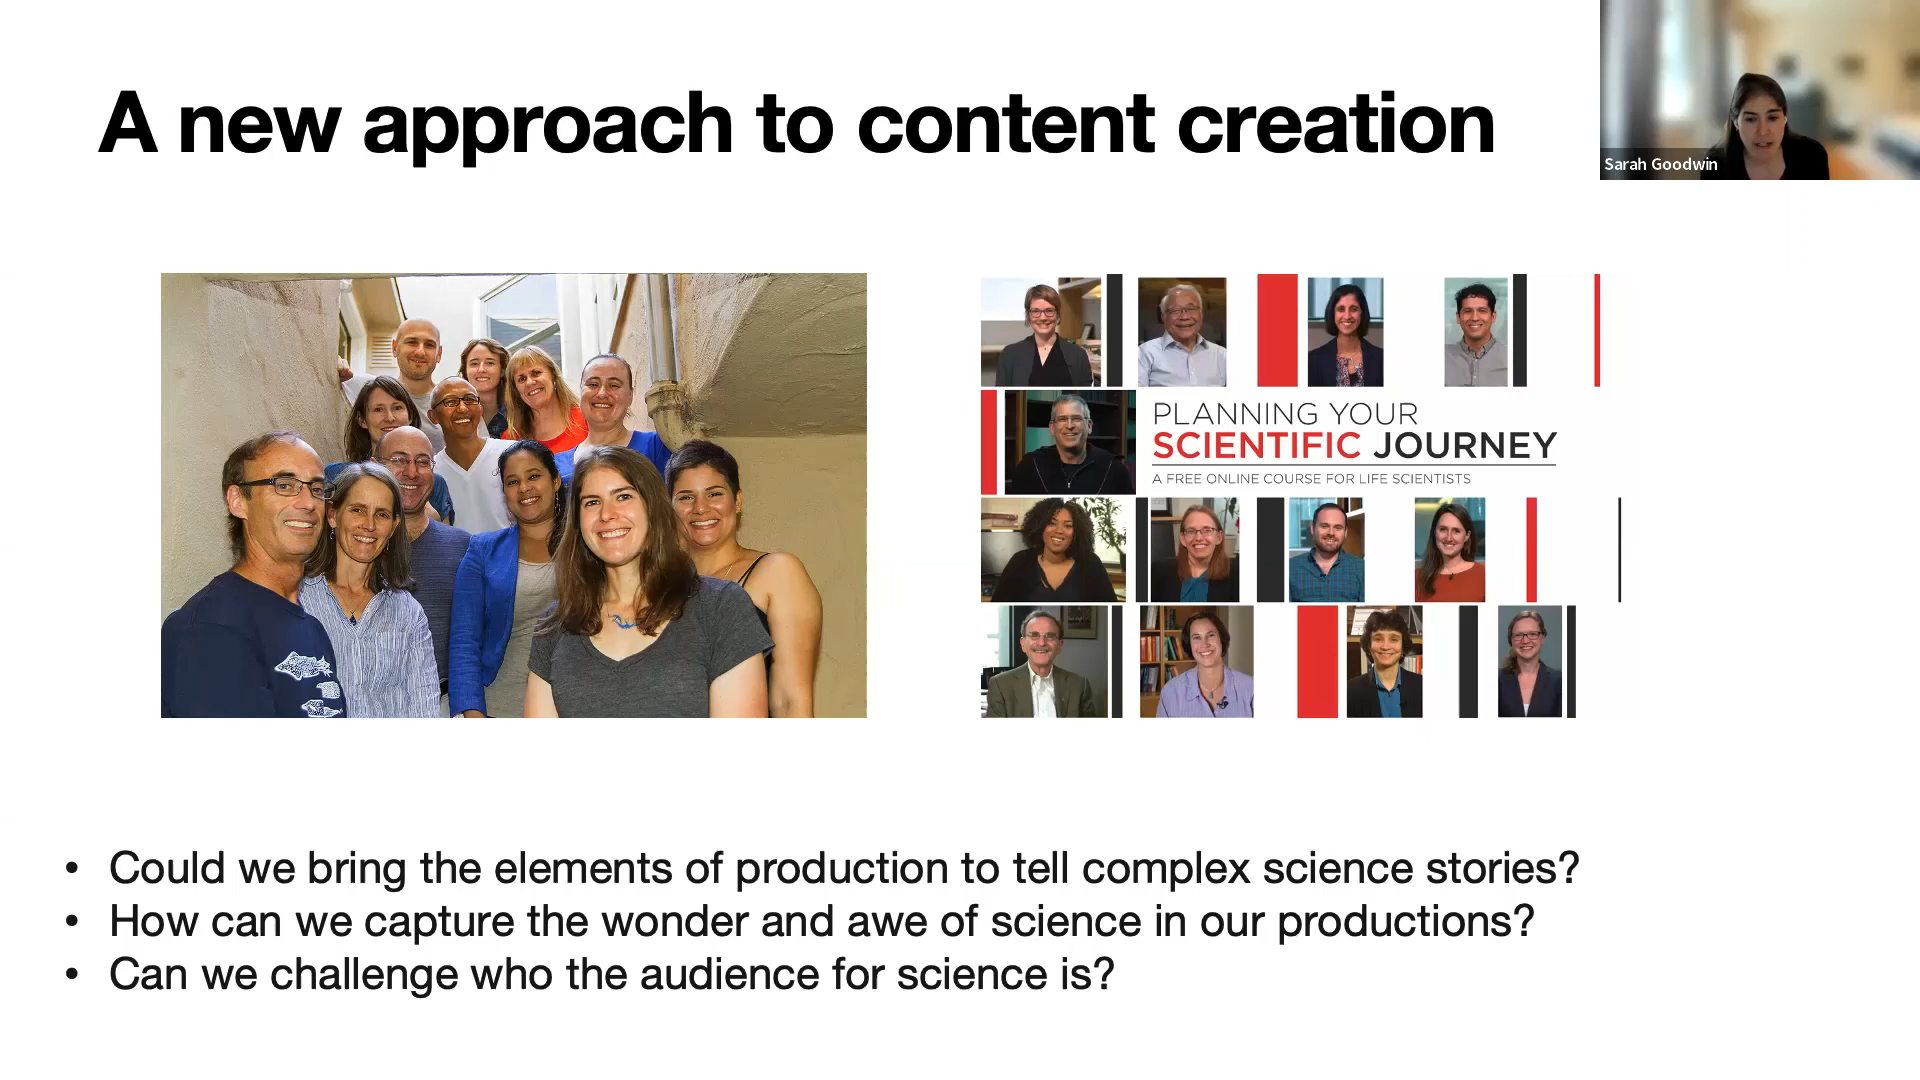 A new approach to content creation
Sarah Goodwin
PLANNING YOUR
SCIENTIFIC JOURNEY
A FREE ONLINE COURSE FOR LIFE SCIENTISTS
• Could we bring the elements of production to tell complex science stories?
• How can we capture the wonder and awe of science in our productions?
• Can we challenge who the audience for science is?